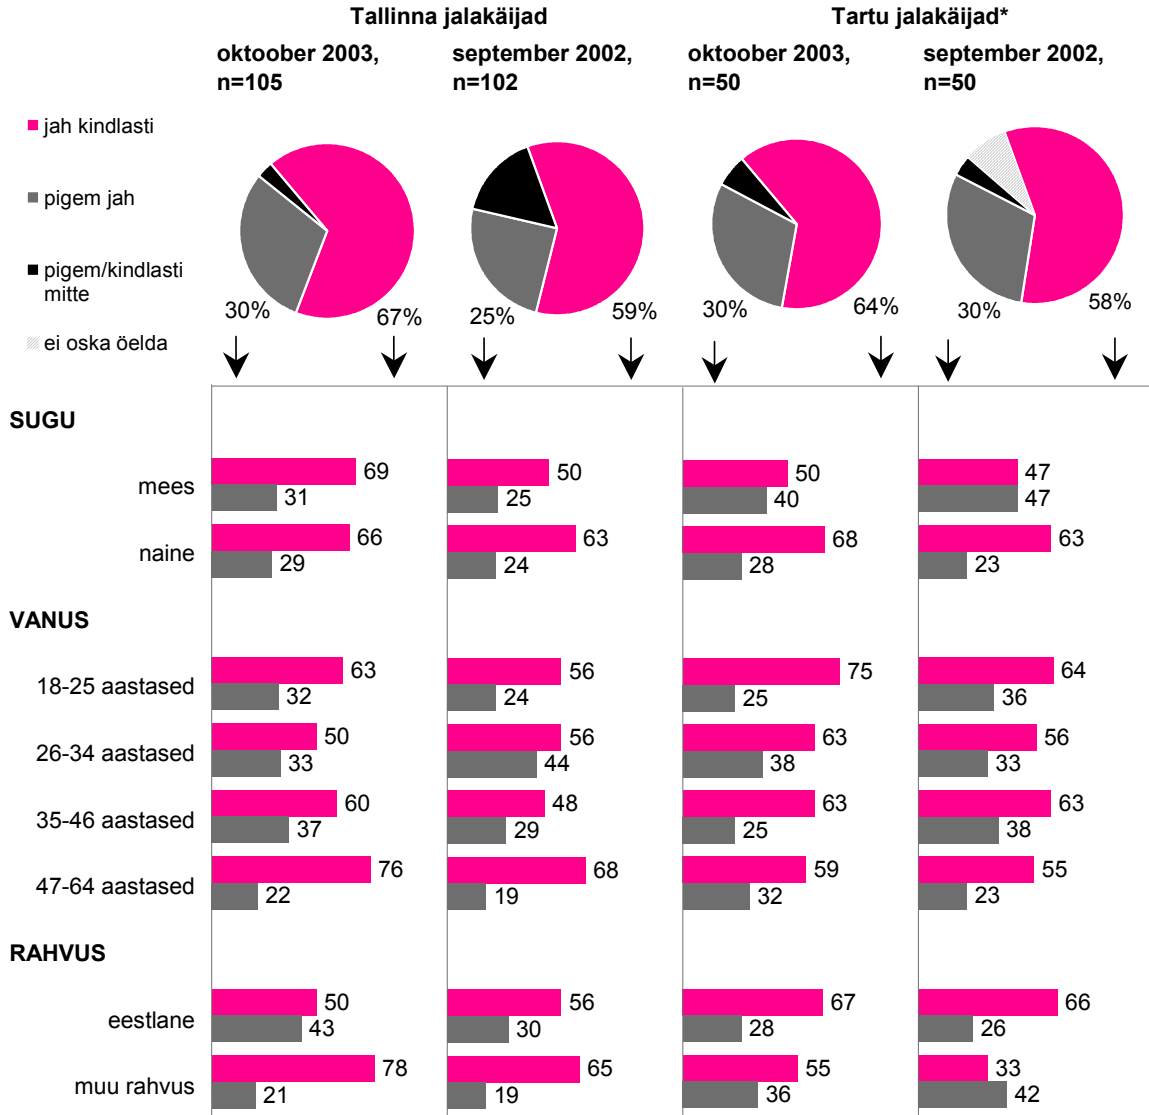 Tallinna jalakäijad
Tartu jalakäijad*
oktoober 2003,
n=105
september 2002,
n=102
oktoober 2003,
n=50
september 2002,
n=50
jah kindlasti
pigem jah
pigem/kindlasti
mitte
ei oska öelda
30%
67%
25%
59%
30%
64%
30%
58%
SUGU
mees
69
31
50
25
50
40
47
47
naine
66
29
63
24
68
28
63
23
VANUS
18-25 aastased
63
32
56
24
75
25
64
36
26-34 aastased
50
33
56
44
63
38
56
33
35-46 aastased
60
37
48
29
63
25
63
38
47-64 aastased
76
22
68
19
59
32
55
23
RAHVUS
eestlane
50
43
56
30
67
28
66
26
muu rahvus
78
21
65
19
55
36
33
42